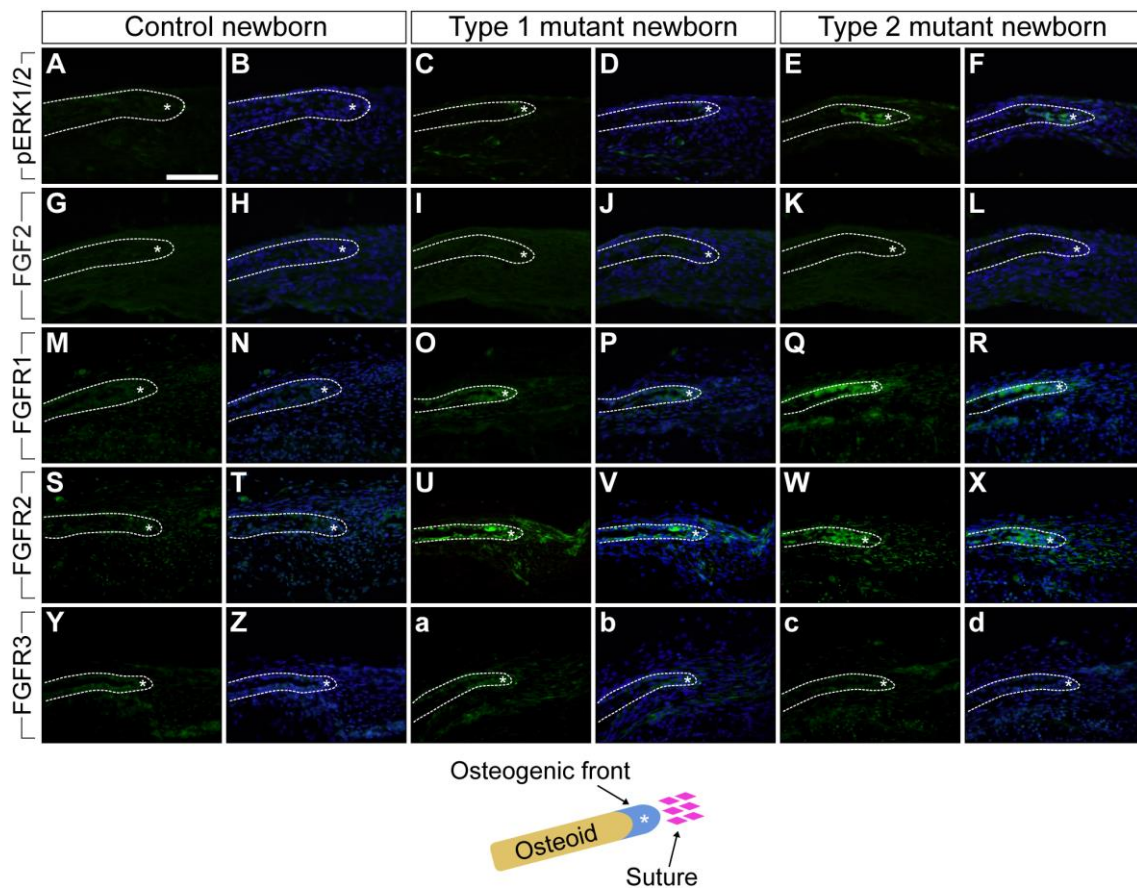 Control newborn Type 1 mutant newborn Type 2 mutant newborn
pERK1/2 A B C D E F
* * * * * *
FGF2 G H I J K L
* * * * * *
FGFR1 M N O P Q R
* * * * * *
FGFR2 S T U V W X
* * * * * *
FGFR3 Y Z a b c d
* * * * * *
Osteogenic front
*
Osteoid
Suture